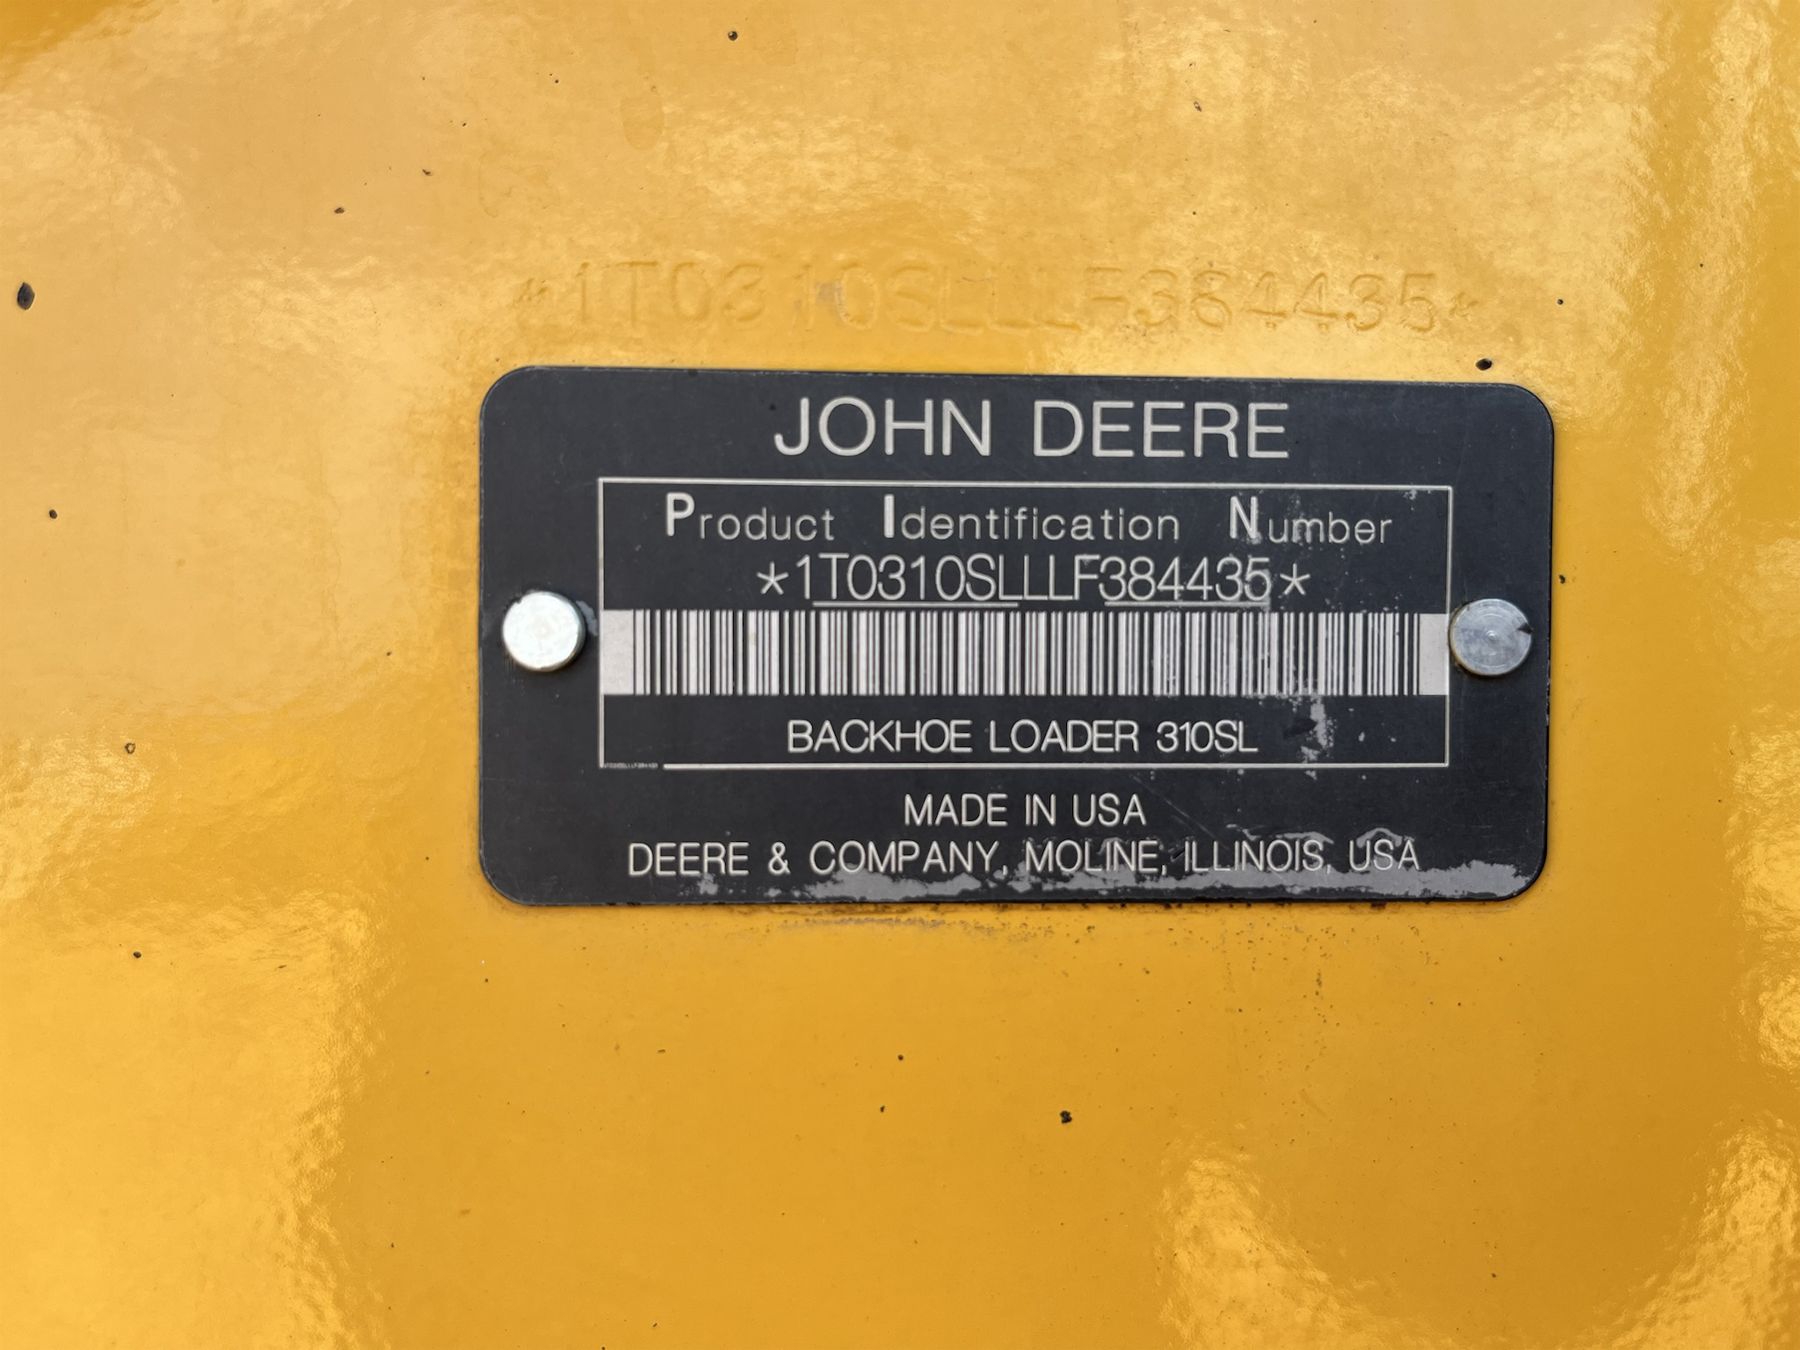 *1T0310SLLLF384435*
JOHN DEERE
Product Identification Number
*1T0310SLLLF384435*
BACKHOE LOADER 310SL
MADE IN USA
DEERE & COMPANY, MOLINE, ILLINOIS, USA